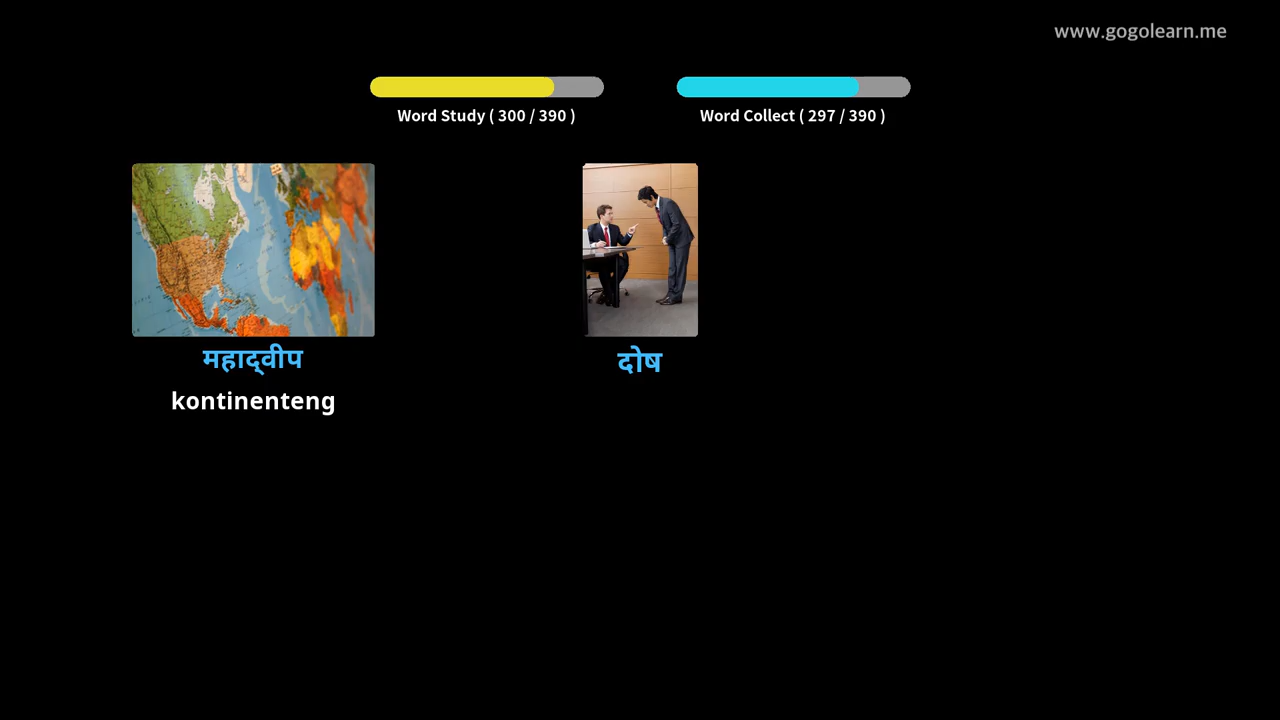 www.gogolearn.me
Word Study ( 300 / 390 )
Word Collect ( 297 / 390 )
महाद्वीप
दोष
kontinenteng